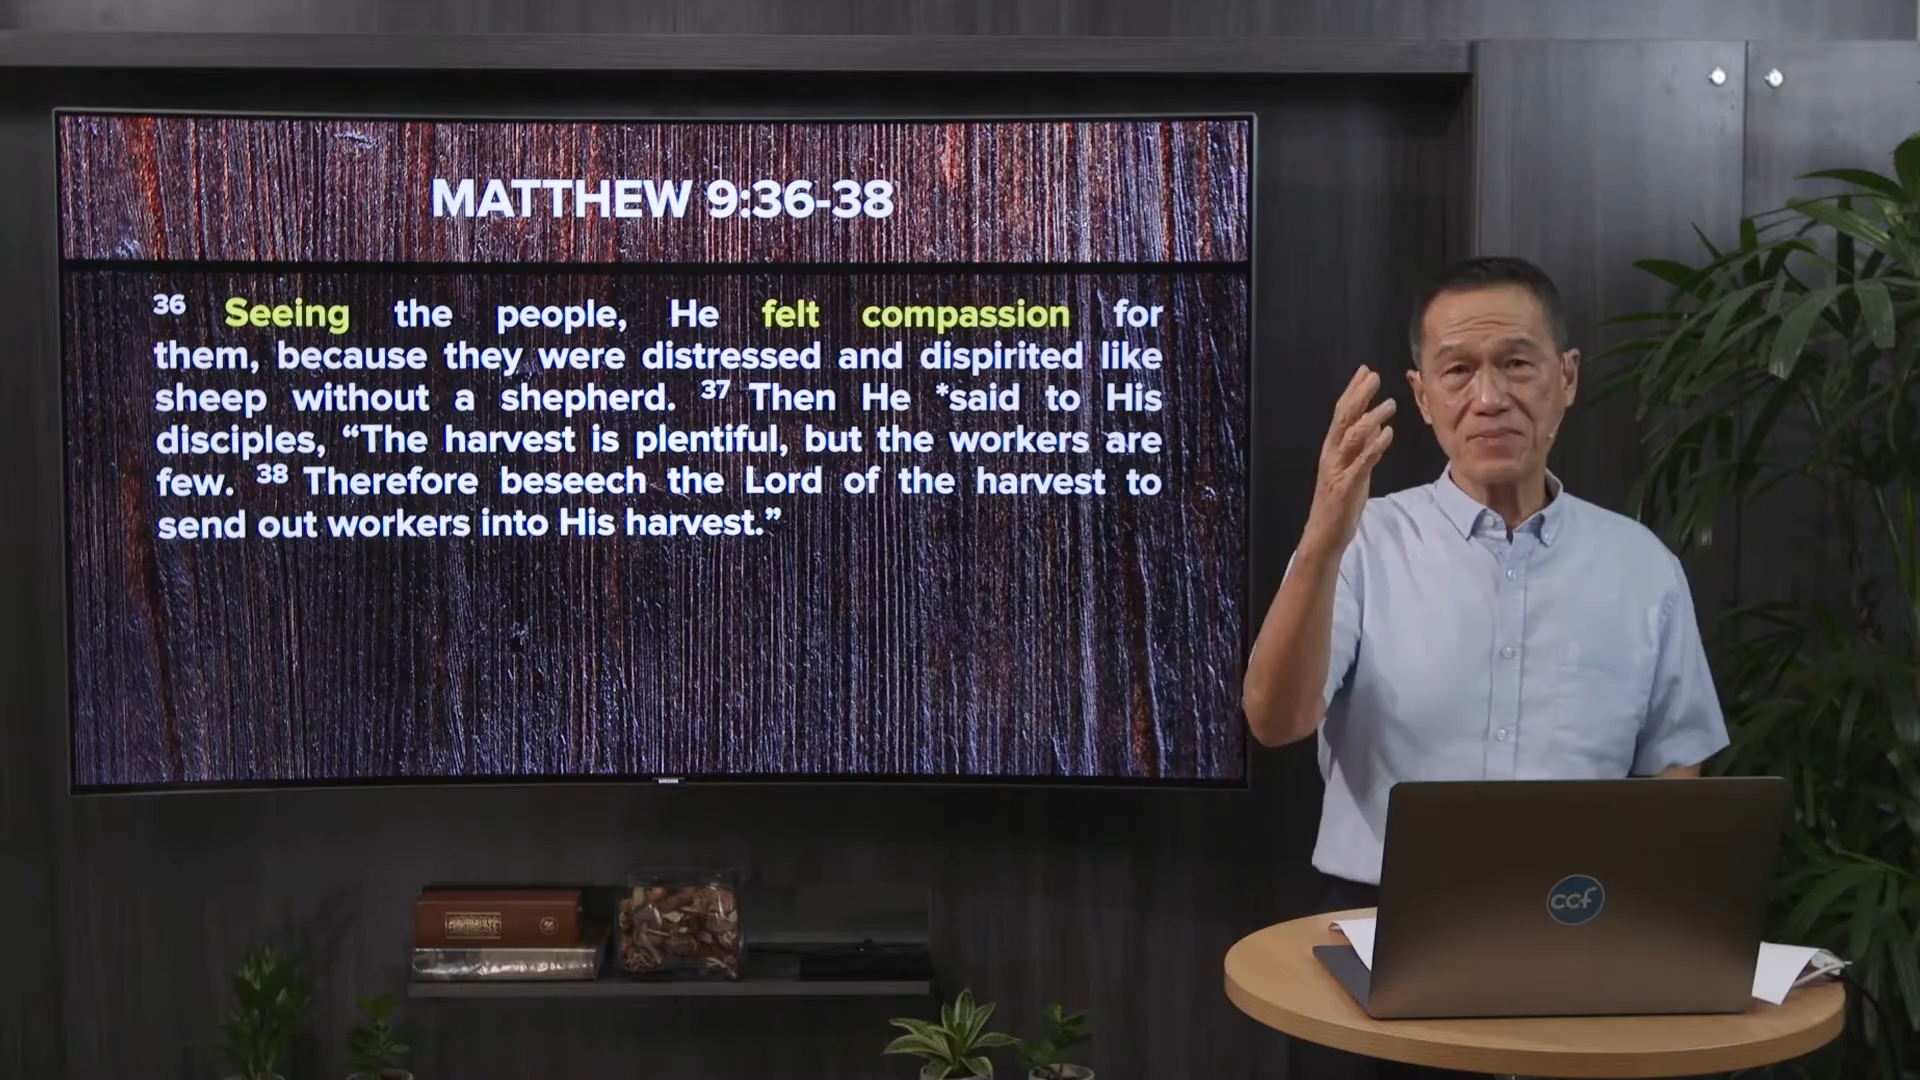 MATTHEW 9:36-38
36 Seeing the people, He felt compassion for
them, because they were distressed and dispirited like
sheep without a shepherd. 37 Then He *said to His
disciples, “The harvest is plentiful, but the workers are
few. 38 Therefore beseech the Lord of the harvest to
send out workers into His harvest.”
SAMSUNG
ccf